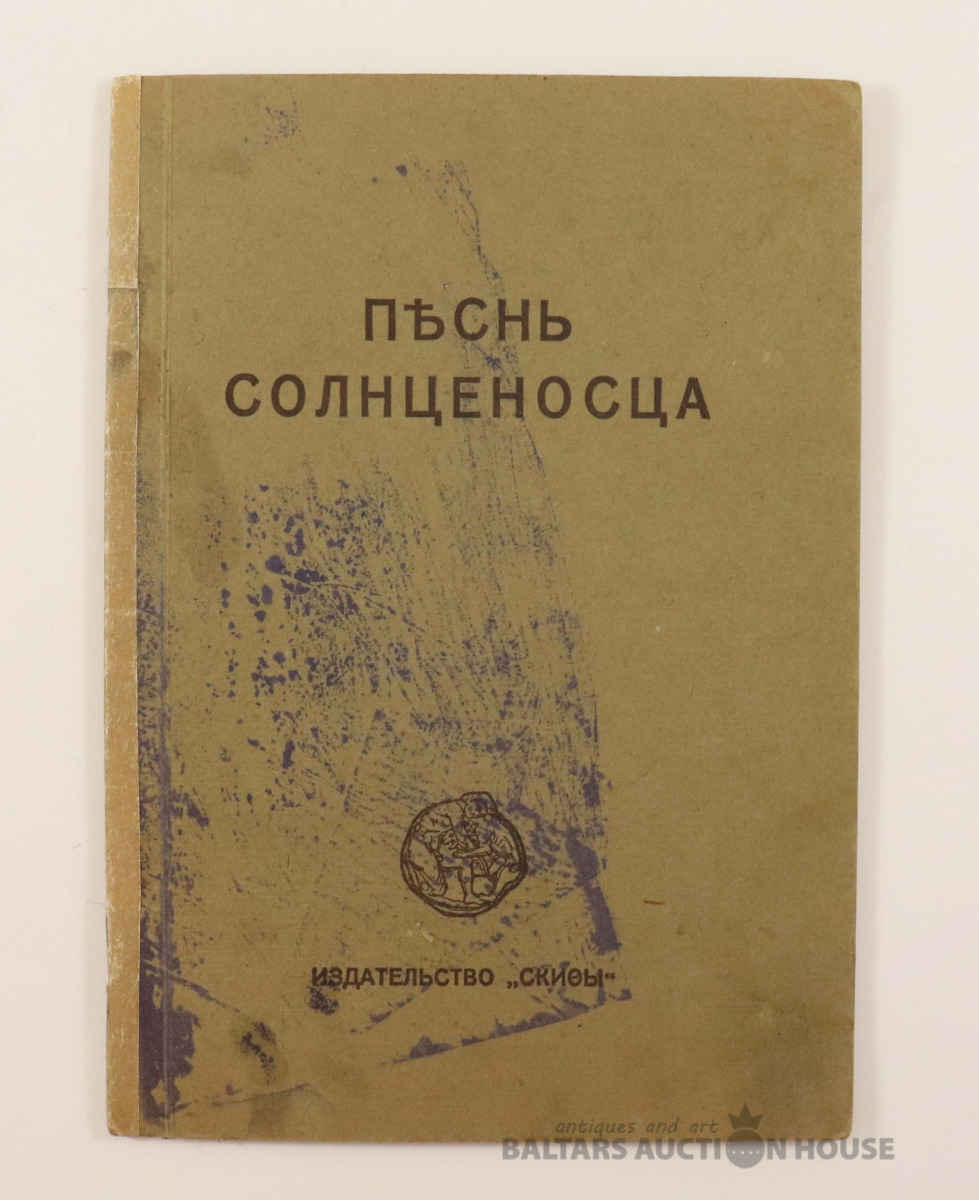 ПѢСНЬ
СОЛНЦЕНОСЦА
ИЗДАТЕЛЬСТВО „СКИѲЫ“
antiques and art
BALTARS AUCTION HOUSE